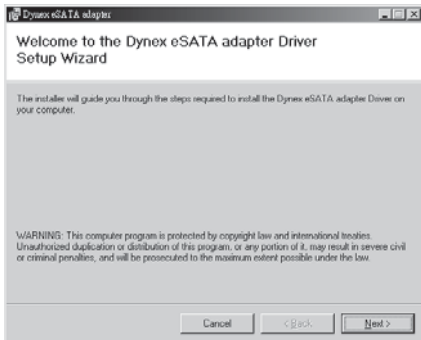 Dynex eSATA adapter
Welcome to the Dynex eSATA adapter Driver
Setup Wizard
The installer will guide you through the steps required to install the Dynex eSATA adapter Driver on
your computer.
WARNING: This computer program is protected by copyright law and international treaties.
Unauthorized duplication or distribution of this program, or any portion of it, may result in severe civil
or criminal penalties, and will be prosecuted to the maximum extent possible under the law.
Cancel < Back Next >